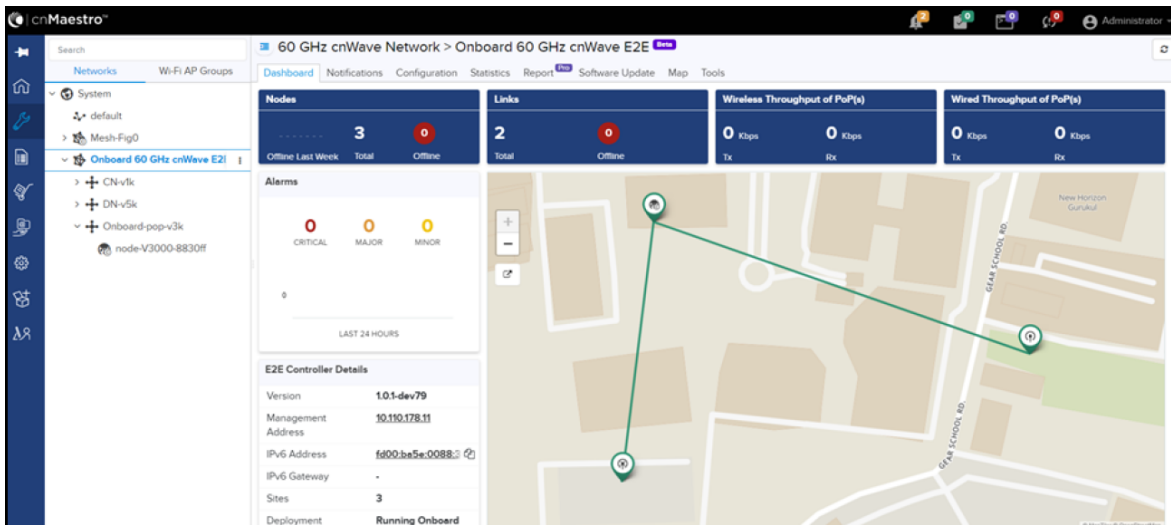 cnMaestro™
2
0
0
0
Administrator
Search
Networks
Wi-Fi AP Groups
System
default
Mesh-Fig0
Onboard 60 GHz cnWave E2I
CN-v1k
DN-v5k
Onboard-pop-v3k
node-V3000-8830ff
60 GHz cnWave Network > Onboard 60 GHz cnWave E2E Beta
Dashboard Notifications Configuration Statistics Report Pro Software Update Map Tools
Nodes
3
0
Offline Last Week Total Offline
Links
2
0
Total Offline
Wireless Throughput of PoP(s)
0 Kbps 0 Kbps
Tx Rx
Wired Throughput of PoP(s)
0 Kbps 0 Kbps
Tx Rx
Alarms
0 0 0
CRITICAL MAJOR MINOR
0
LAST 24 HOURS
E2E Controller Details
Version 1.0.1-dev79
Management Address 10.110.178.11
IPv6 Address fd00:ba5e:0088:3
IPv6 Gateway -
Sites 3
Deployment Running Onboard
+
−
New Horizon
Gurukul
GEAR SCHOOL RD.
GEAR SCHOOL RD.